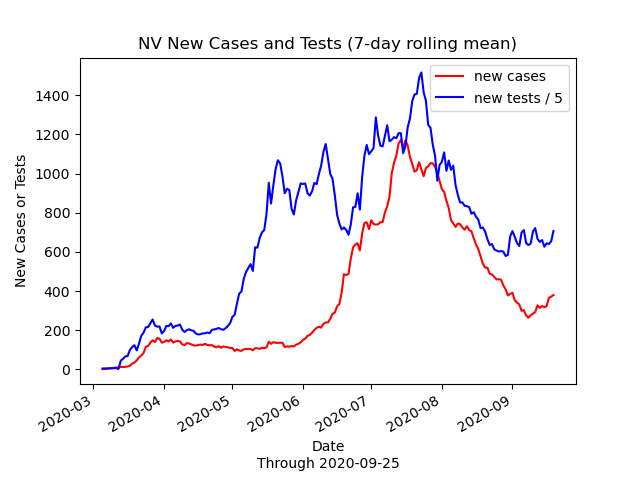 NV New Cases and Tests (7-day rolling mean)
new cases
new tests / 5
New Cases or Tests
1400
1200
1000
800
600
400
200
0
2020-03
2020-04
2020-05
2020-06
2020-07
2020-08
2020-09
Date
Through 2020-09-25